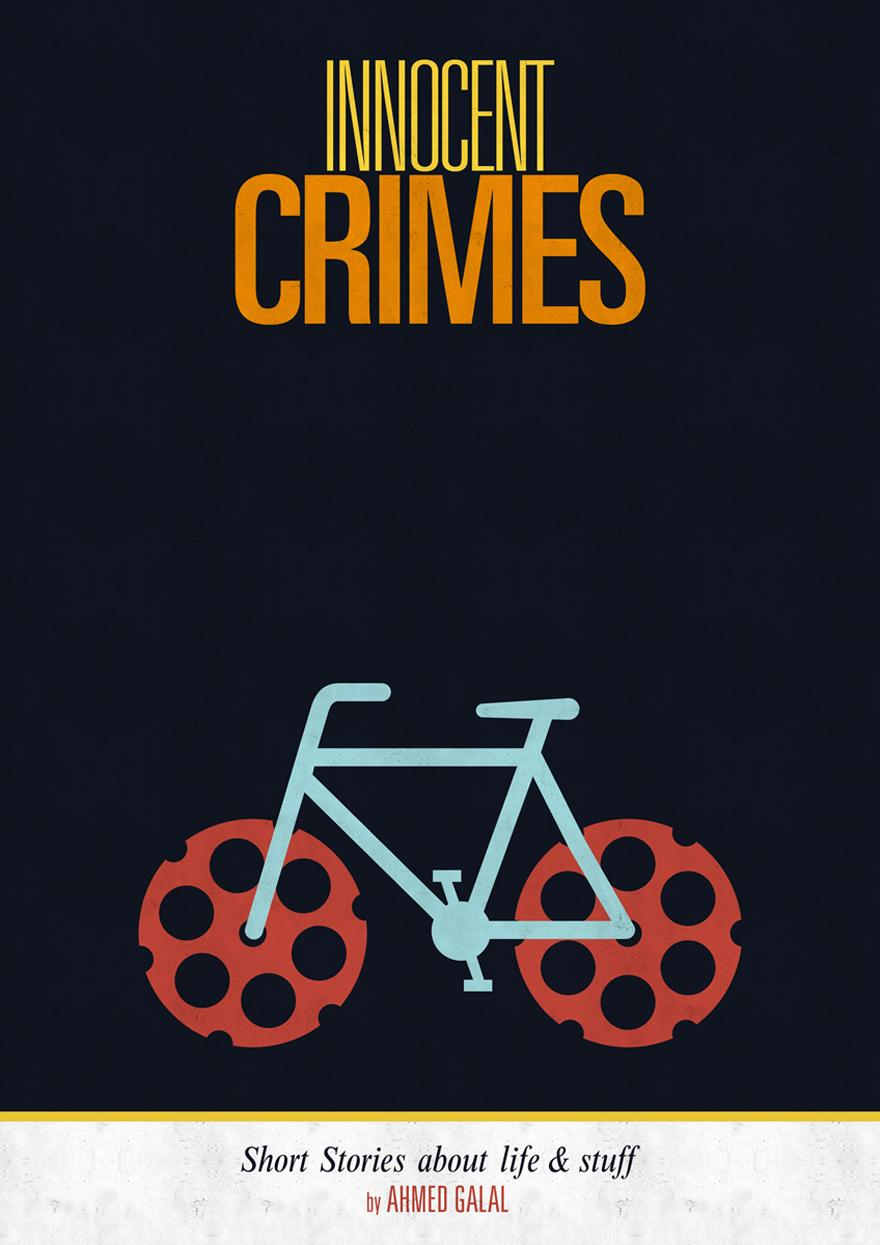 INNOCENT
CRIMES
Short Stories about life & stuff
by AHMED GALAL